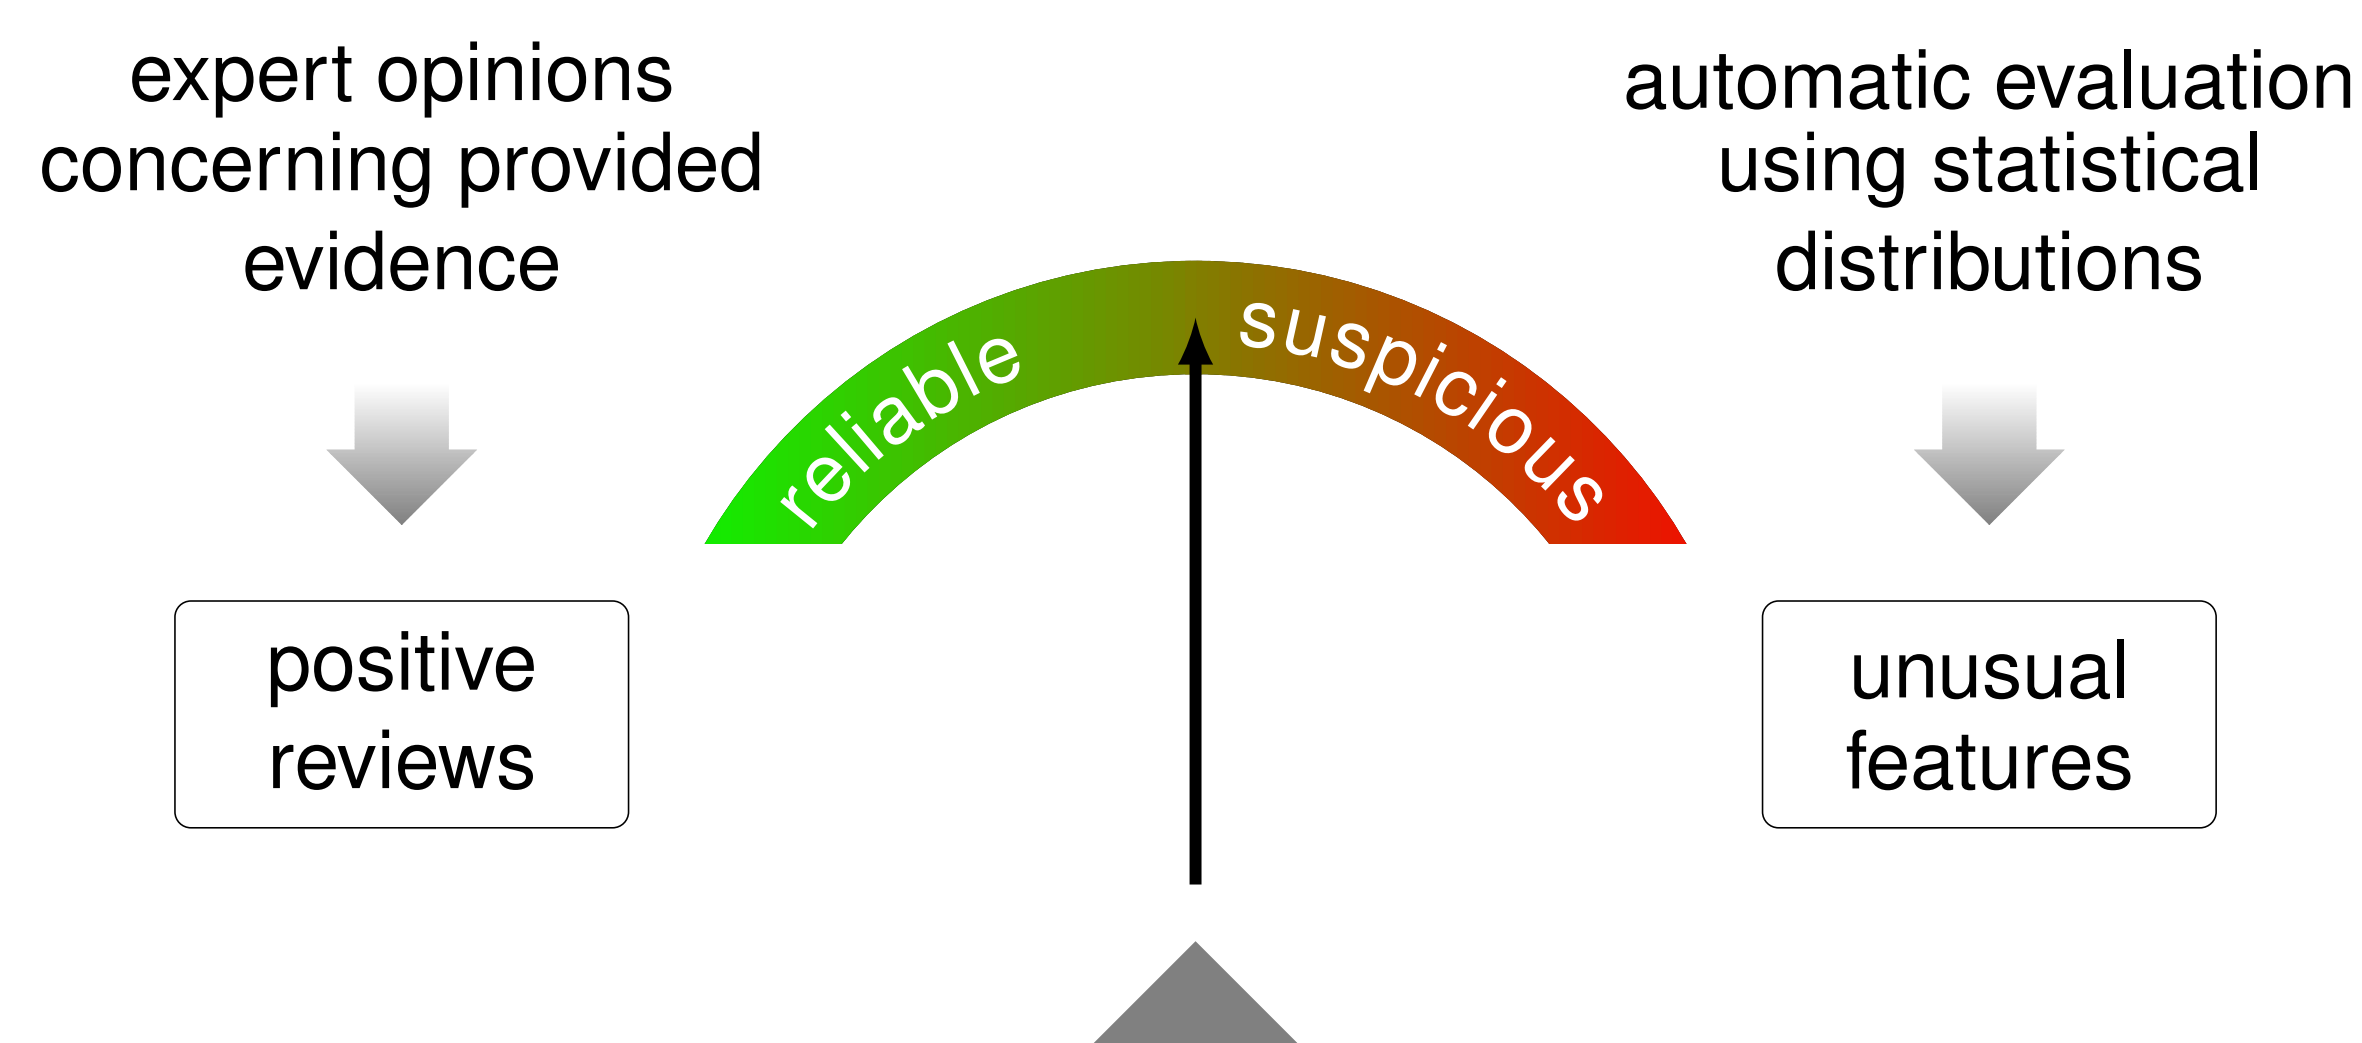 expert opinions
concerning provided
evidence
automatic evaluation
using statistical
distributions
reliable
suspicious
positive
reviews
unusual
features